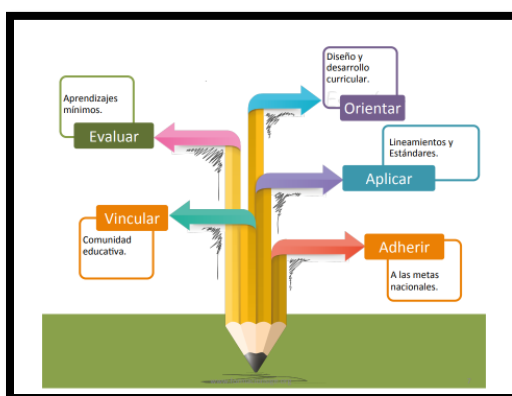 Diseño y
desarrollo
curricular.
Orientar
Aprendizajes
mínimos.
Evaluar
Lineamientos y
Estándares.
Aplicar
Vincular
Comunidad
educativa.
Adherir
A las metas
nacionales.